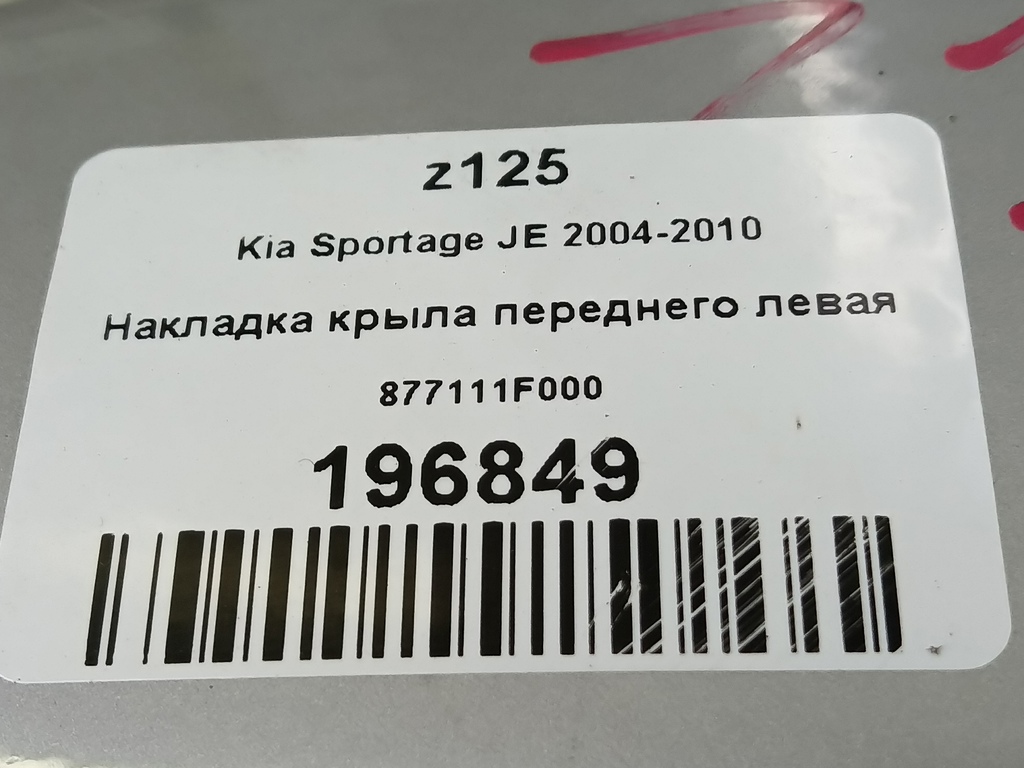 z125
Kia Sportage JE 2004-2010
Накладка крыла переднего левая
877111F000
196849